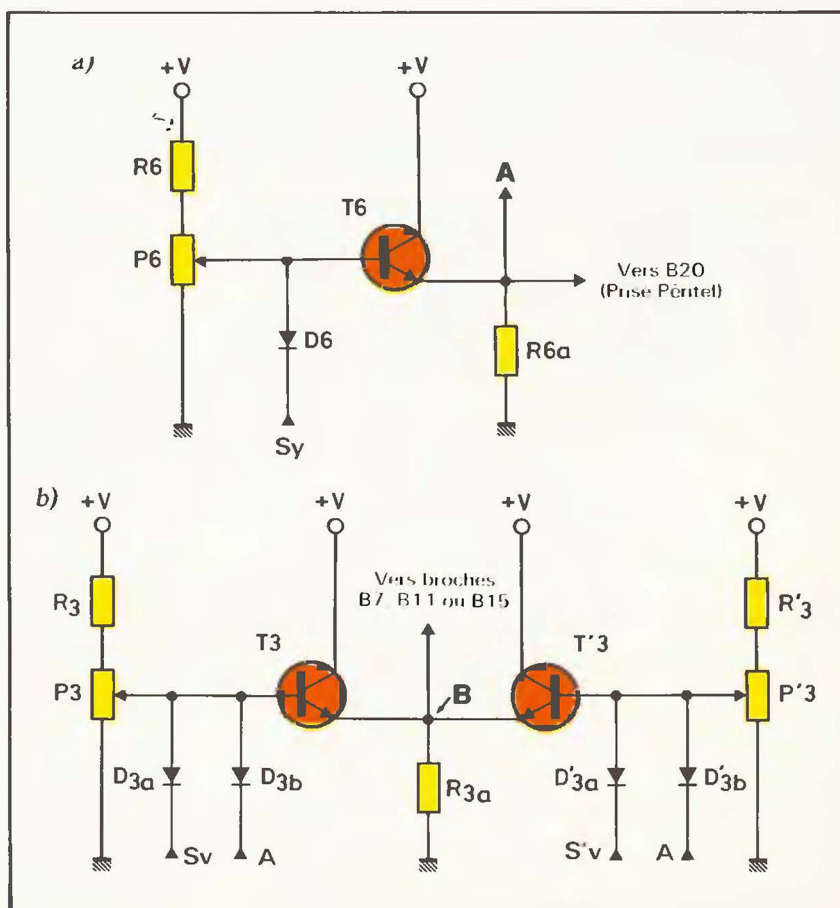 a)
+V
+V
R6
P6
T6
A
D6
Vers B20
(Prise Péritel)
R6a
Sy
b)
+V
+V
+V
+V
R3
P3
T3
Vers broches
B7, B11 ou B15
T'3
R'3
P'3
B
D3a
D3b
R3a
D'3a
D'3b
Sv
A
S'v
A